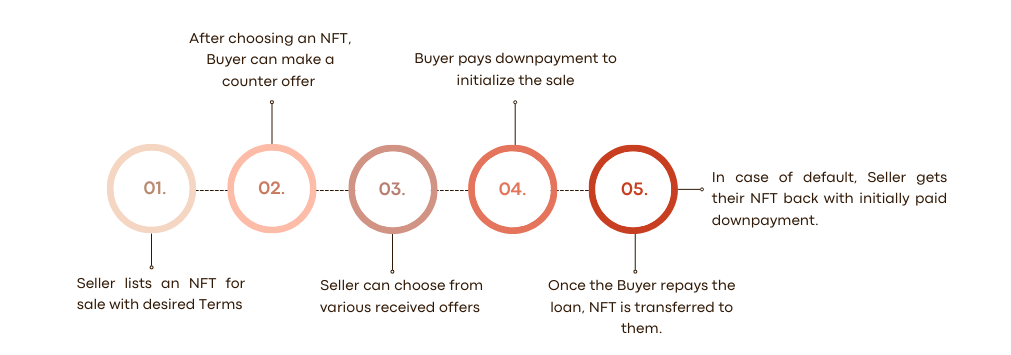 After choosing an NFT,
Buyer can make a
counter offer
Buyer pays downpayment to
initialize the sale
01.
02.
03.
04.
05.
In case of default, Seller gets
their NFT back with initially paid
downpayment.
Seller lists an NFT for
sale with desired Terms
Seller can choose from
various received offers
Once the Buyer repays the
loan, NFT is transferred to
them.